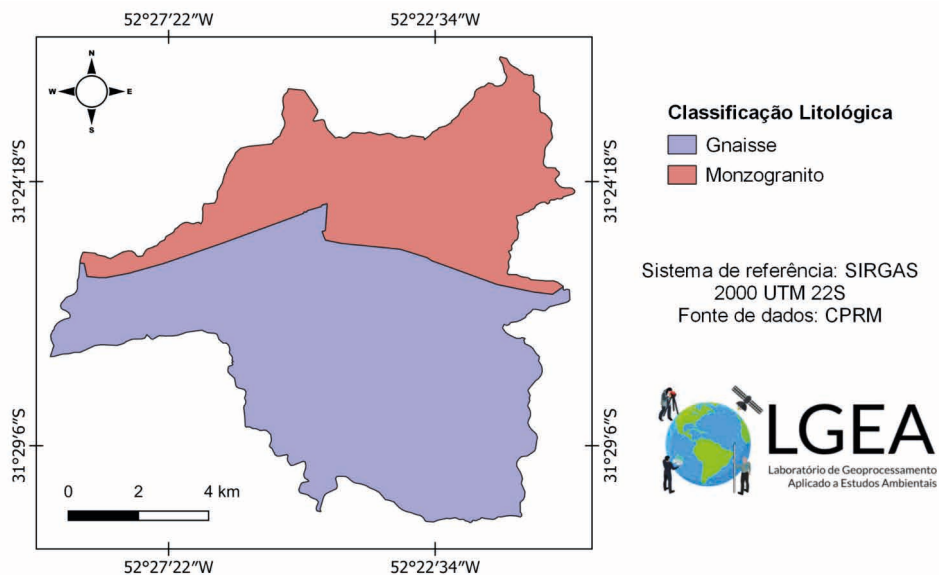 52°27′22″W
52°22′34″W
N
W
E
S
31°24′18″S
31°24′18″S
31°29′6″S
31°29′6″S
0 2 4 km
52°27′22″W
52°22′34″W
Classificação Litológica
Gnaisse
Monzogranito
Sistema de referência: SIRGAS
2000 UTM 22S
Fonte de dados: CPRM
LGEA
Laboratório de Geoprocessamento
Aplicado a Estudos Ambientais